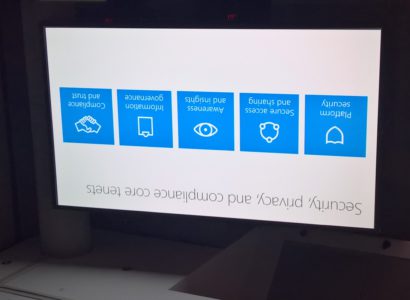 Security, privacy, and compliance core tenets
Platform
security
Secure access
and sharing
Awareness
and insights
Information
governance
Compliance
and trust